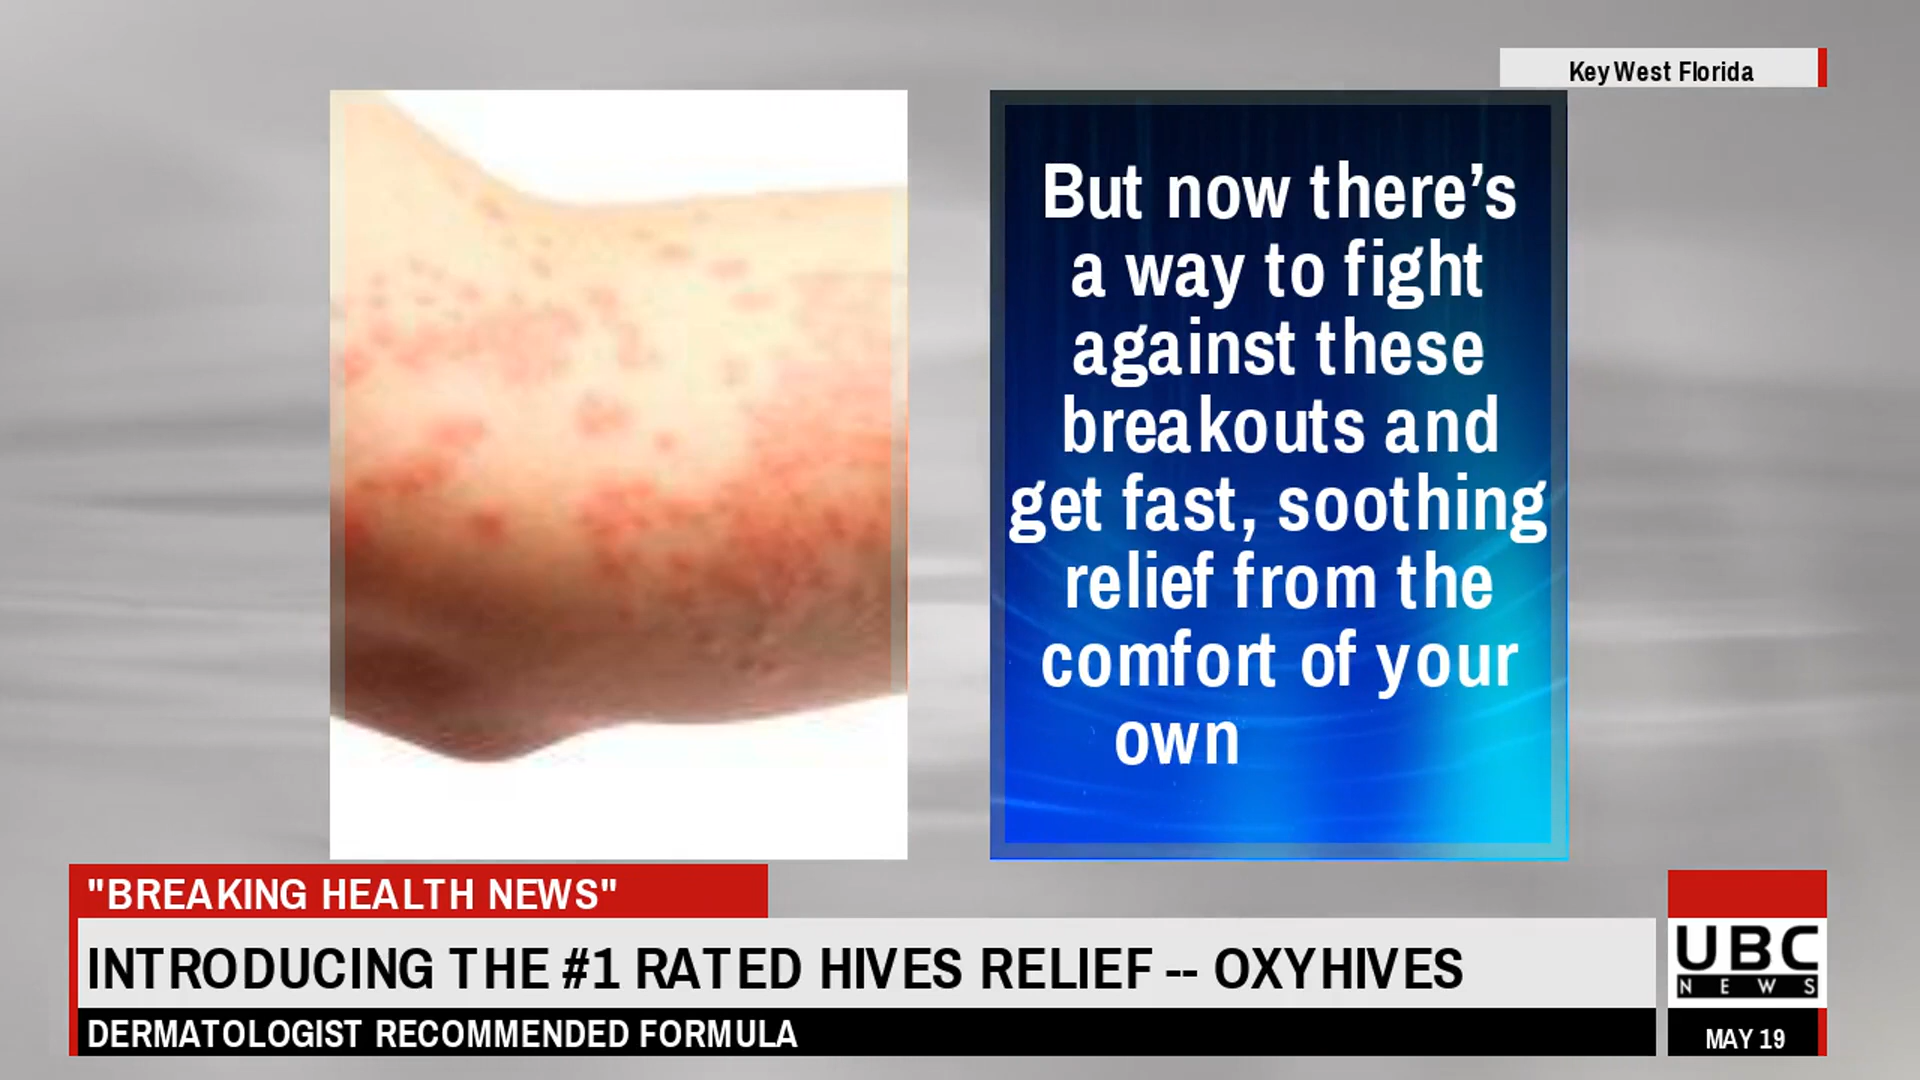 Key West Florida
But now there’s
a way to fight
against these
breakouts and
get fast, soothing
relief from the
comfort of your
own
"BREAKING HEALTH NEWS"
INTRODUCING THE #1 RATED HIVES RELIEF -- OXYHIVES
DERMATOLOGIST RECOMMENDED FORMULA
UBC
NEWS
MAY 19